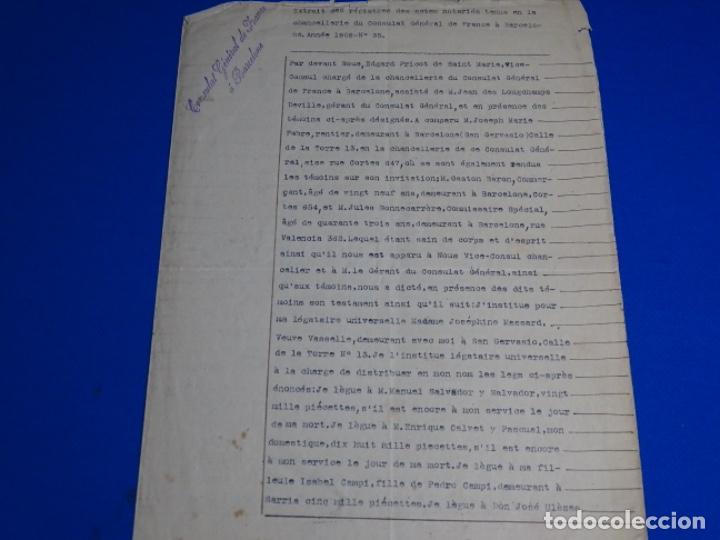 Extrait des registres des actes notariés tenus en la
chancellerie du Consulat Général de France à Barcelo-
ne. Année 1908-Nº 35.
Consulat Général de France
à Barcelone
Par devant Nous, Edgard Pricot de Saint Marie, Vice-
Consul chargé de la chancellerie du Consulat Général
de France à Barcelone, assisté de M. Jean des Longchamps
Deville, gérant du Consulat Général, et en présence des
témoins ci-après désignés. A comparu M. Joseph Marie
Fabre, rentier, demeurant à Barcelone (San Gervasio) Calle
de la Torre 13, en la chancellerie de ce Consulat Géné-
ral, sise rue Cortes 647, où se sont également rendus
les témoins sur son invitation; M. Gaston Baron, Commer-
çant, âgé de vingt neuf ans, demeurant à Barcelone, Cor-
tes 654, et M. Jules Bonnecarrère, Commissaire Spécial,
âgé de quarante trois ans, demeurant à Barcelone, rue
Valencia 362. Lequel étant sain de corps et d'esprit
ainsi qu'il nous est apparu à Nous Vice-Consul chan-
celier et à M. le Gérant du Consulat Général, ainsi
qu'aux témoins, nous a dicté, en présence des dits té-
moins son testament ainsi qu'il suit: J'institue pour
ma légataire universelle Madame Joséphine Massard,
Veuve Vasselle, demeurant avec moi à San Gervasio, Calle
de la Torre Nº 13. Je l'institue légataire universelle
à la charge de distribuer en mon nom les legs ci-après
énoncés: Je lègue à M. Manuel Salvador y Salvador, vingt
mille piécettes, s'il est encore à mon service le jour
de ma mort. Je lègue à M. Enrique Calvet y Pascual, mon
domestique, dix huit mille piecettes, s'il est encore
à mon service le jour de ma mort. Je lègue à ma fil-
leule Isabel Campi, fille de Pedro Campi, demeurant à
Sarria cinq mille piécettes. Je lègue à Don José
todocoleccion
todocoleccion.net